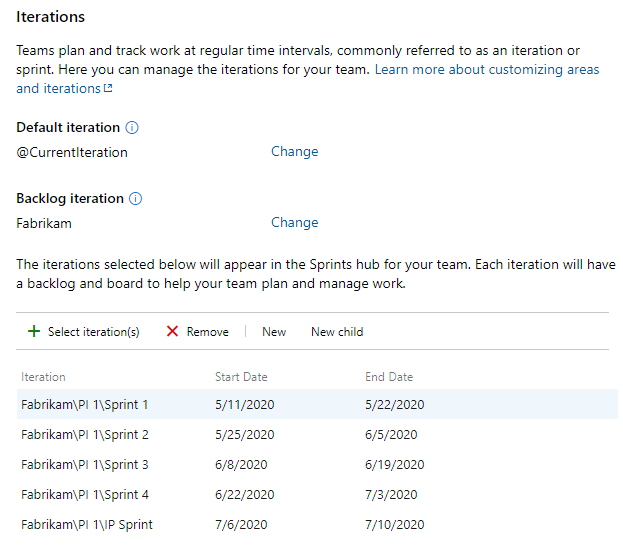 Iterations
Teams plan and track work at regular time intervals, commonly referred to as an iteration or
sprint. Here you can manage the iterations for your team. Learn more about customizing areas
and iterations
Default iteration
@CurrentIteration Change
Backlog iteration
Fabrikam Change
The iterations selected below will appear in the Sprints hub for your team. Each iteration will have
a backlog and board to help your team plan and manage work.
+ Select iteration(s) Remove New New child
Iteration Start Date End Date
Fabrikam\PI 1\Sprint 1 5/11/2020 5/22/2020
Fabrikam\PI 1\Sprint 2 5/25/2020 6/5/2020
Fabrikam\PI 1\Sprint 3 6/8/2020 6/19/2020
Fabrikam\PI 1\Sprint 4 6/22/2020 7/3/2020
Fabrikam\PI 1\IP Sprint 7/6/2020 7/10/2020